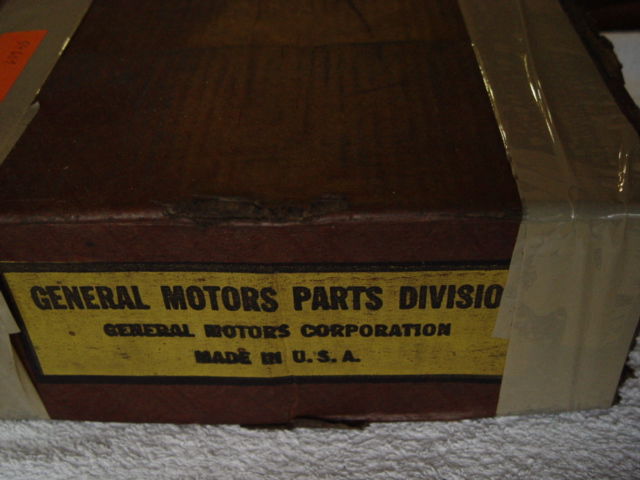 GENERAL MOTORS PARTS DIVISIO
GENERAL MOTORS CORPORATION
MADE IN U.S.A.